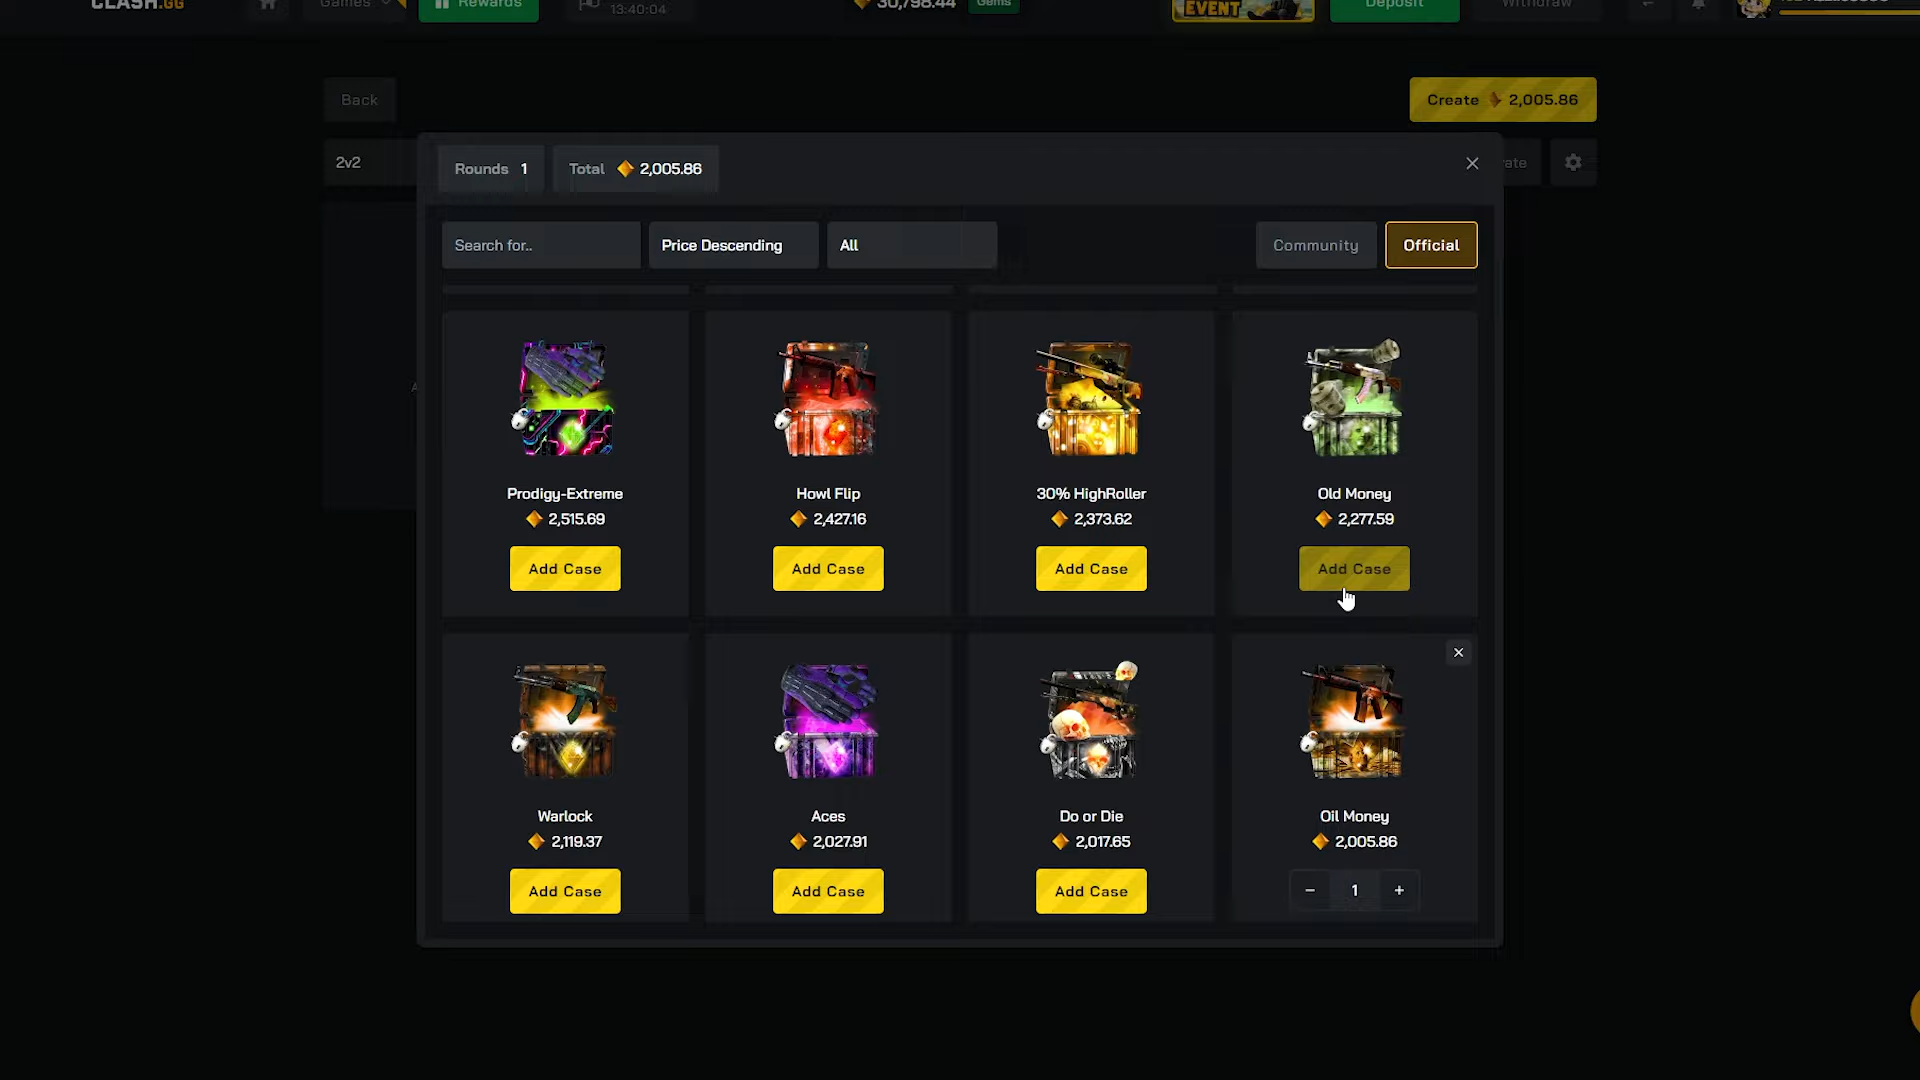 CLASH.GG
Games
Rewards
13:40:04
30,798.44
Gems
EVENT
Deposit
Withdraw
Back
Create 2,005.86
2v2
Rounds 1
Total 2,005.86
Search for..
Price Descending
All
Community
Official
Prodigy-Extreme
2,515.69
Add Case
Howl Flip
2,427.16
Add Case
30% HighRoller
2,373.62
Add Case
Old Money
2,277.59
Add Case
Warlock
2,119.37
Add Case
Aces
2,027.91
Add Case
Do or Die
2,017.65
Add Case
Oil Money
2,005.86
− 1 +